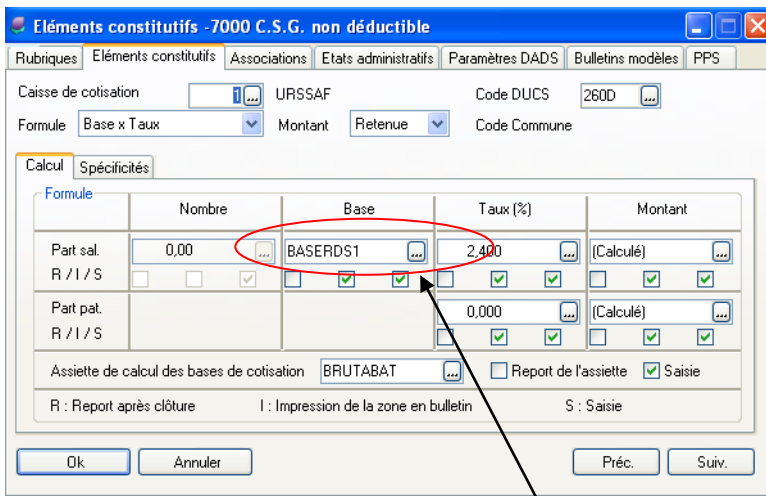 Eléments constitutifs -7000 C.S.G. non déductible
Rubriques Eléments constitutifs Associations Etats administratifs Paramètres DADS Bulletins modèles PPS
Caisse de cotisation 1 ... URSSAF Code DUCS 260D ...
Formule Base x Taux Montant Retenue Code Commune
Calcul Spécificités
Formule
Nombre Base Taux (%) Montant
Part sal. 0,00 ... BASERDS1 ... 2,400 ... (Calculé) ...
R / I / S
Part pat. 0,000 ... (Calculé) ...
R / I / S
Assiette de calcul des bases de cotisation BRUTABAT ... Report de l'assiette Saisie
R : Report après clôture I : Impression de la zone en bulletin S : Saisie
Ok Annuler Préc. Suiv.